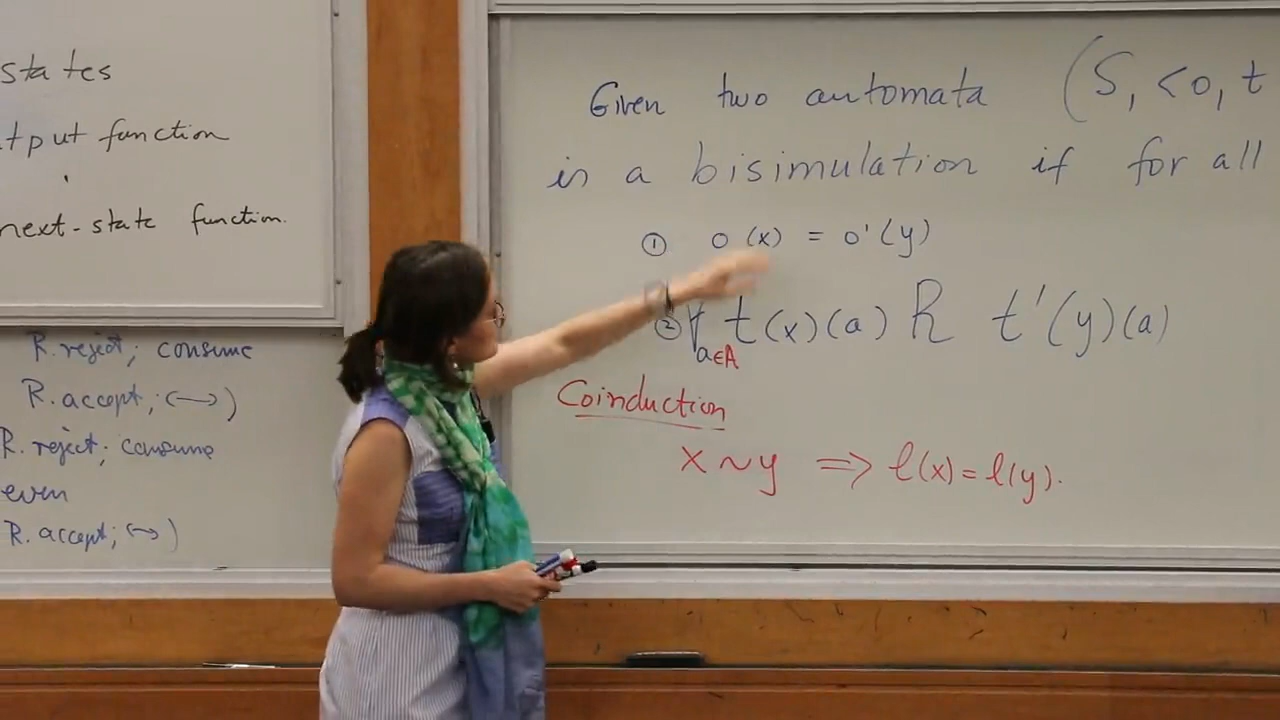 states
tput function
next-state function.
R.reject; consume
R.accept; (↔)
R. reject; consume
even
R. accept; (↔)
Given two automata (S, <o, t
is a bisimulation if for all
① o (x) = o'(y)
② ∀ t(x)(a) R t'(y)(a)
a∈A
Coinduction
x ~ y ⇒ l(x) = l(y).